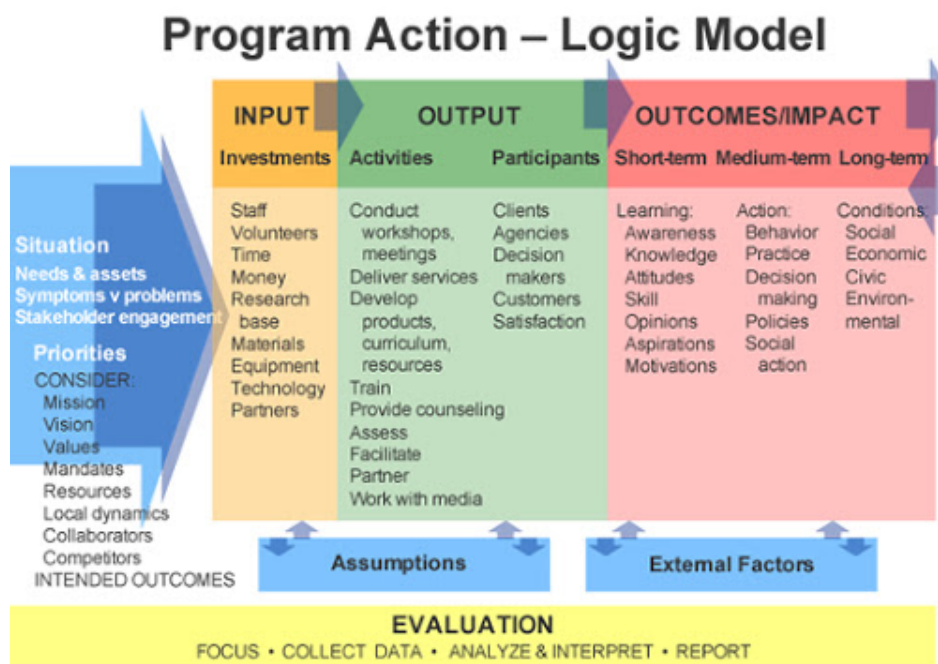 Program Action – Logic Model
INPUT
Investments
Staff
Volunteers
Time
Money
Research
base
Materials
Equipment
Technology
Partners
OUTPUT
Activities
Conduct
workshops,
meetings
Deliver services
Develop
products,
curriculum,
resources
Train
Provide counseling
Assess
Facilitate
Partner
Work with media
Participants
Clients
Agencies
Decision
makers
Customers
Satisfaction
OUTCOMES/IMPACT
Short-term
Learning:
Awareness
Knowledge
Attitudes
Skill
Opinions
Aspirations
Motivations
Medium-term
Action:
Behavior
Practice
Decision
making
Policies
Social
action
Long-term
Conditions:
Social
Economic
Civic
Environ-
mental
Situation
Needs & assets
Symptoms v problems
Stakeholder engagement
Priorities
CONSIDER:
Mission
Vision
Values
Mandates
Resources
Local dynamics
Collaborators
Competitors
INTENDED OUTCOMES
Assumptions
External Factors
EVALUATION
FOCUS • COLLECT DATA • ANALYZE & INTERPRET • REPORT